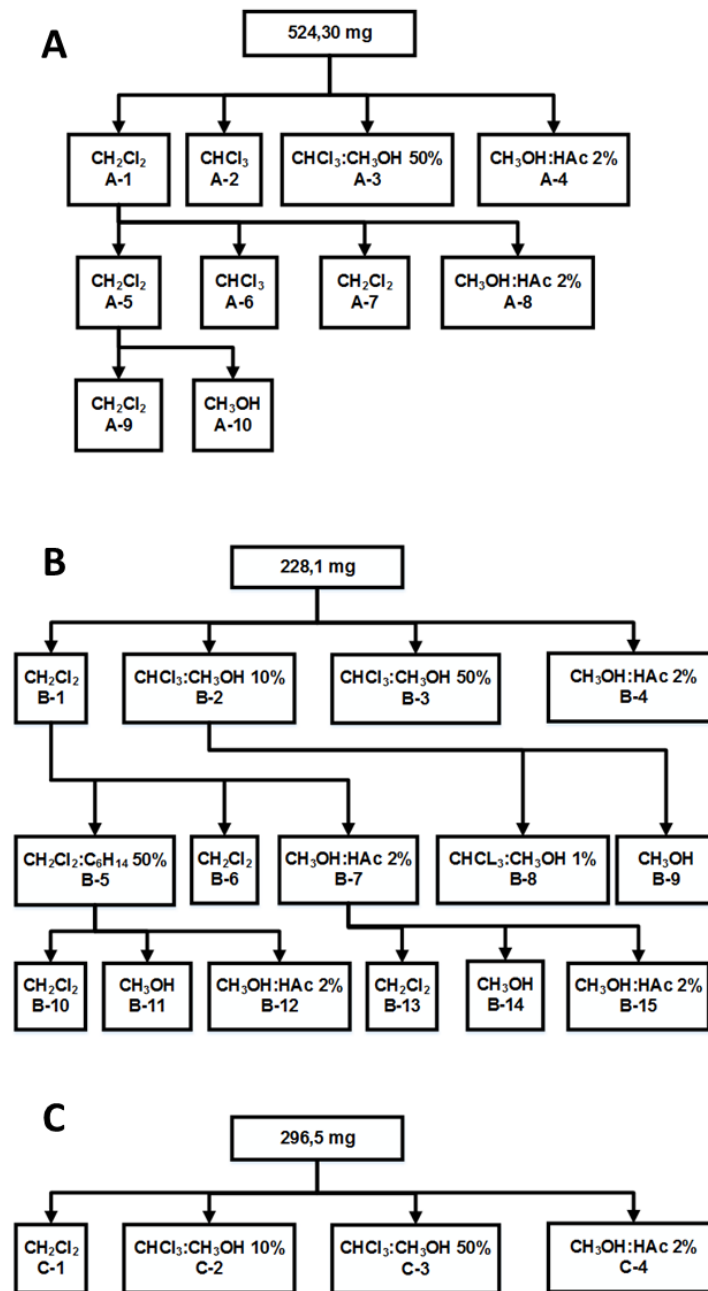 A
524,30 mg
CH₂Cl₂
A-1
CHCl₃
A-2
CHCl₃:CH₃OH 50%
A-3
CH₃OH:HAc 2%
A-4
CH₂Cl₂
A-5
CHCl₃
A-6
CH₂Cl₂
A-7
CH₃OH:HAc 2%
A-8
CH₂Cl₂
A-9
CH₃OH
A-10
B
228,1 mg
CH₂Cl₂
B-1
CHCl₃:CH₃OH 10%
B-2
CHCl₃:CH₃OH 50%
B-3
CH₃OH:HAc 2%
B-4
CH₂Cl₂:C₆H₁₄ 50%
B-5
CH₂Cl₂
B-6
CH₃OH:HAc 2%
B-7
CHCL₃:CH₃OH 1%
B-8
CH₃OH
B-9
CH₂Cl₂
B-10
CH₃OH
B-11
CH₃OH:HAc 2%
B-12
CH₂Cl₂
B-13
CH₃OH
B-14
CH₃OH:HAc 2%
B-15
C
296,5 mg
CH₂Cl₂
C-1
CHCl₃:CH₃OH 10%
C-2
CHCl₃:CH₃OH 50%
C-3
CH₃OH:HAc 2%
C-4